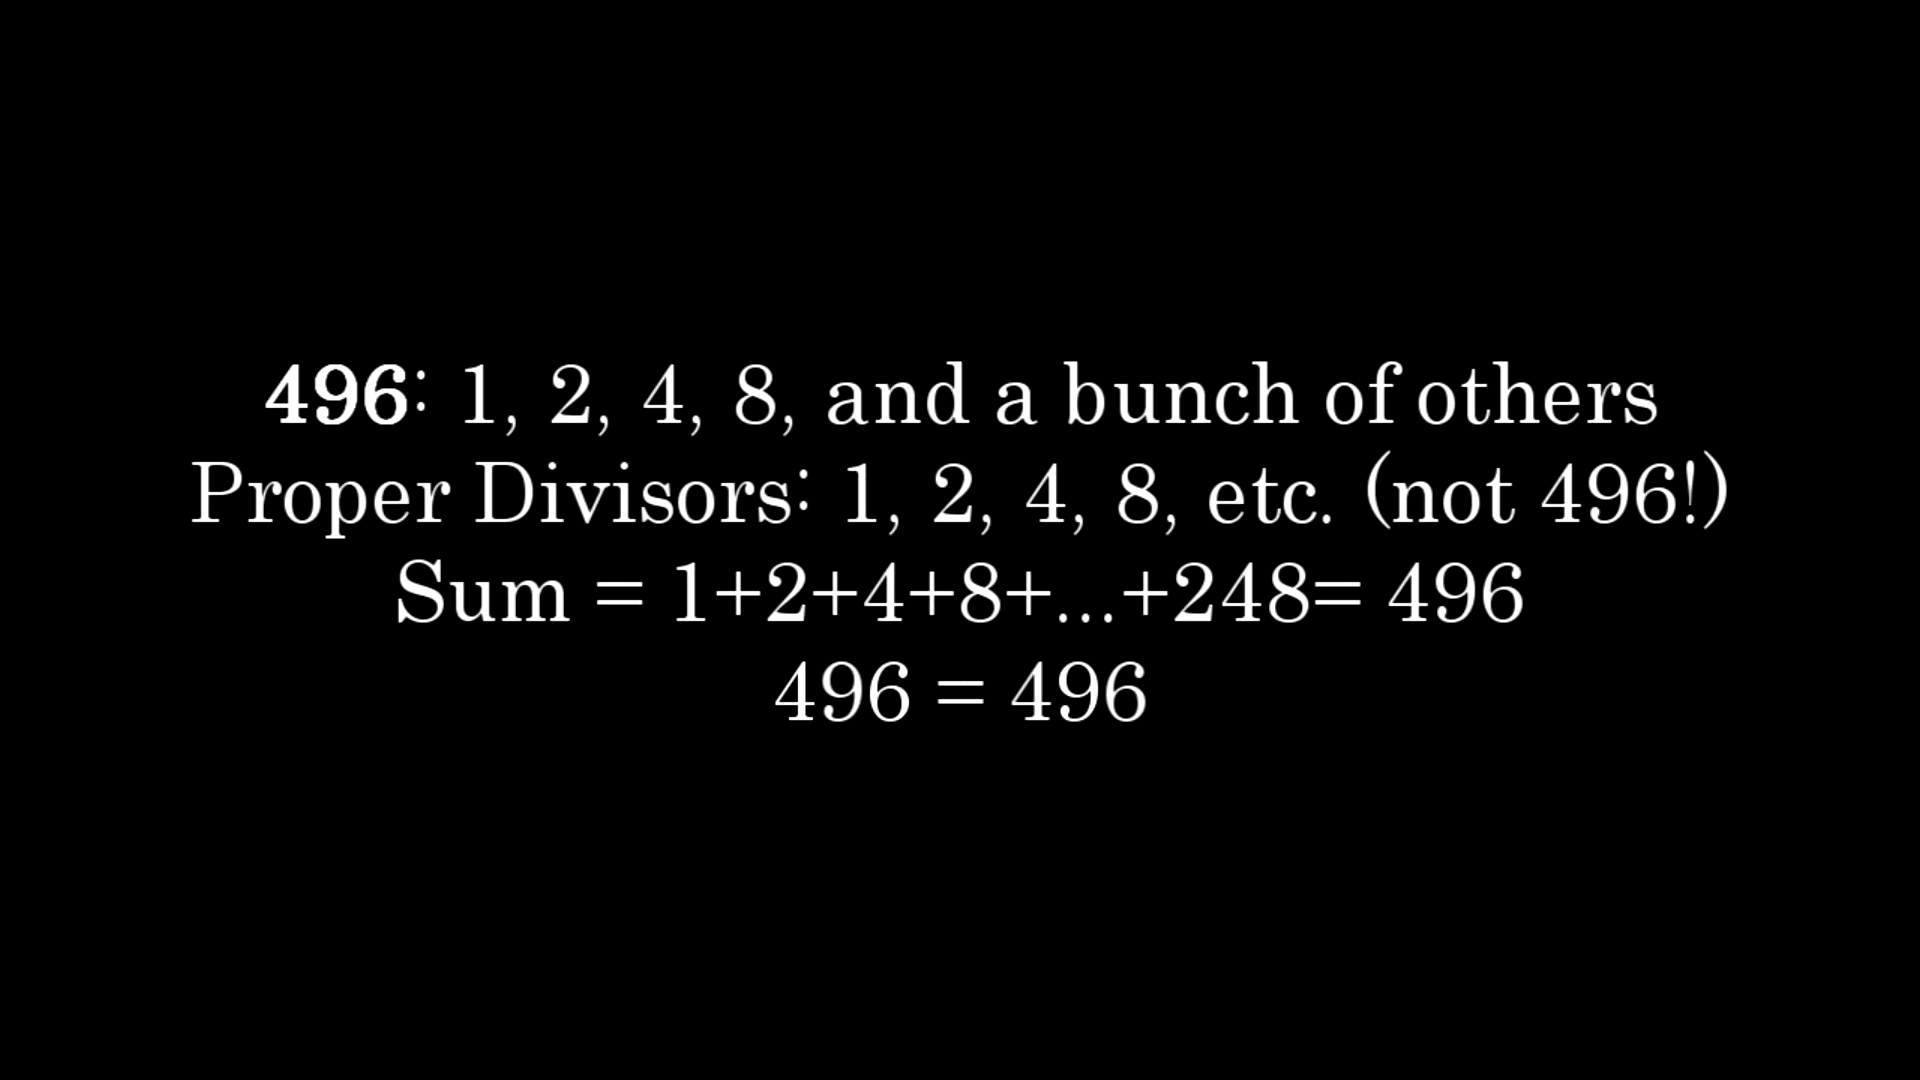 496: 1, 2, 4, 8, and a bunch of others
Proper Divisors: 1, 2, 4, 8, etc. (not 496!)
Sum = 1+2+4+8+...+248= 496
496 = 496